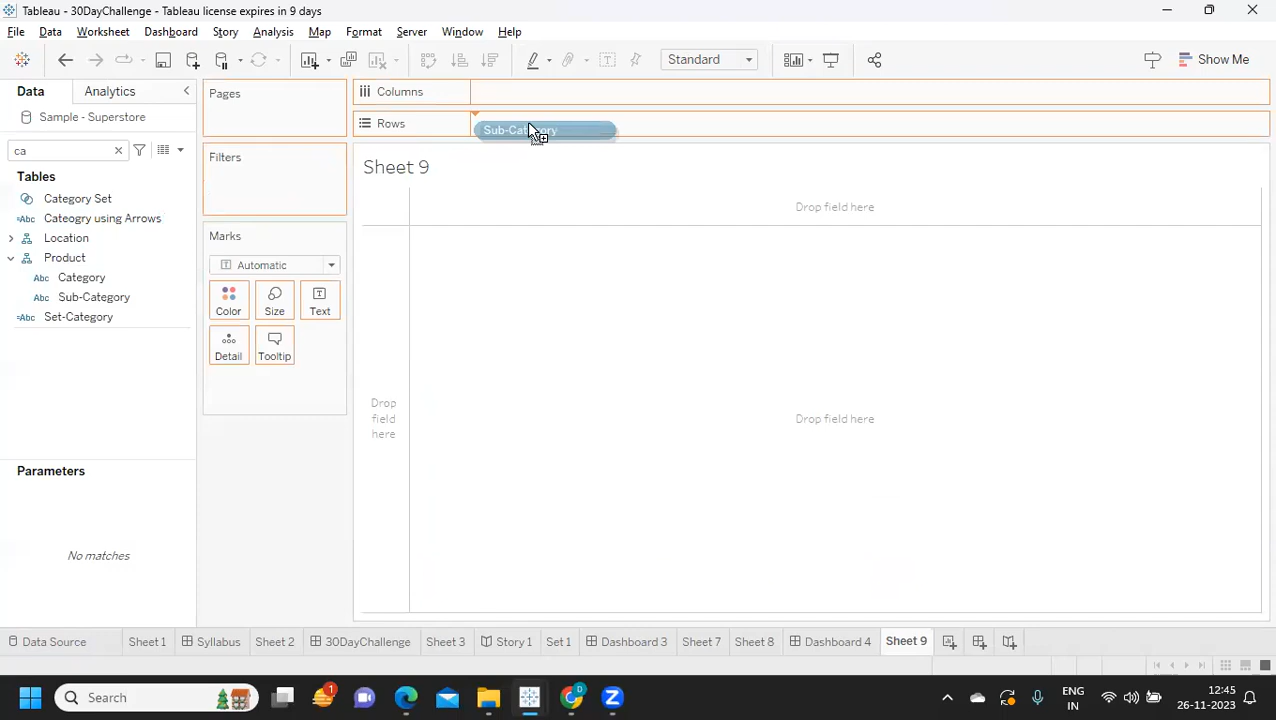 Tableau - 30DayChallenge - Tableau license expires in 9 days
File Data Worksheet Dashboard Story Analysis Map Format Server Window Help
Standard Show Me
Data Analytics Pages Columns
Sample - Superstore Rows Sub-Category
ca
Filters
Sheet 9
Tables
Category Set
Cateogry using Arrows
Location
Product
Category
Sub-Category
Set-Category
Marks
Automatic
Color Size Text
Detail Tooltip
Drop field here
Drop
field
here
Drop field here
Parameters
No matches
Data Source Sheet 1 Syllabus Sheet 2 30DayChallenge Sheet 3 Story 1 Set 1 Dashboard 3 Sheet 7 Sheet 8 Dashboard 4 Sheet 9
Search 1 ENG
IN 12:45
26-11-2023